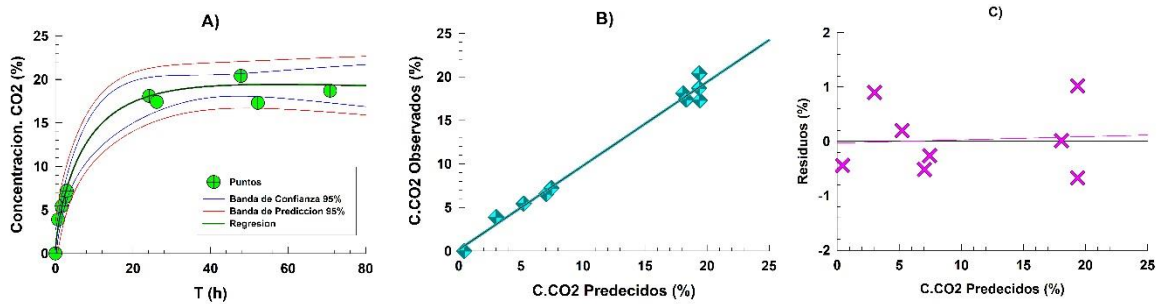 A)
Concentracion. CO2 (%)
25
20
15
10
5
0
Puntos
Banda de Confianza 95%
Banda de Prediccion 95%
Regresion
0 20 40 60 80
T (h)
B)
C.CO2 Observados (%)
25
20
15
10
5
0
0 5 10 15 20 25
C.CO2 Predecidos (%)
C)
Residuos (%)
2
1
0
-1
-2
0 5 10 15 20 25
C.CO2 Predecidos (%)